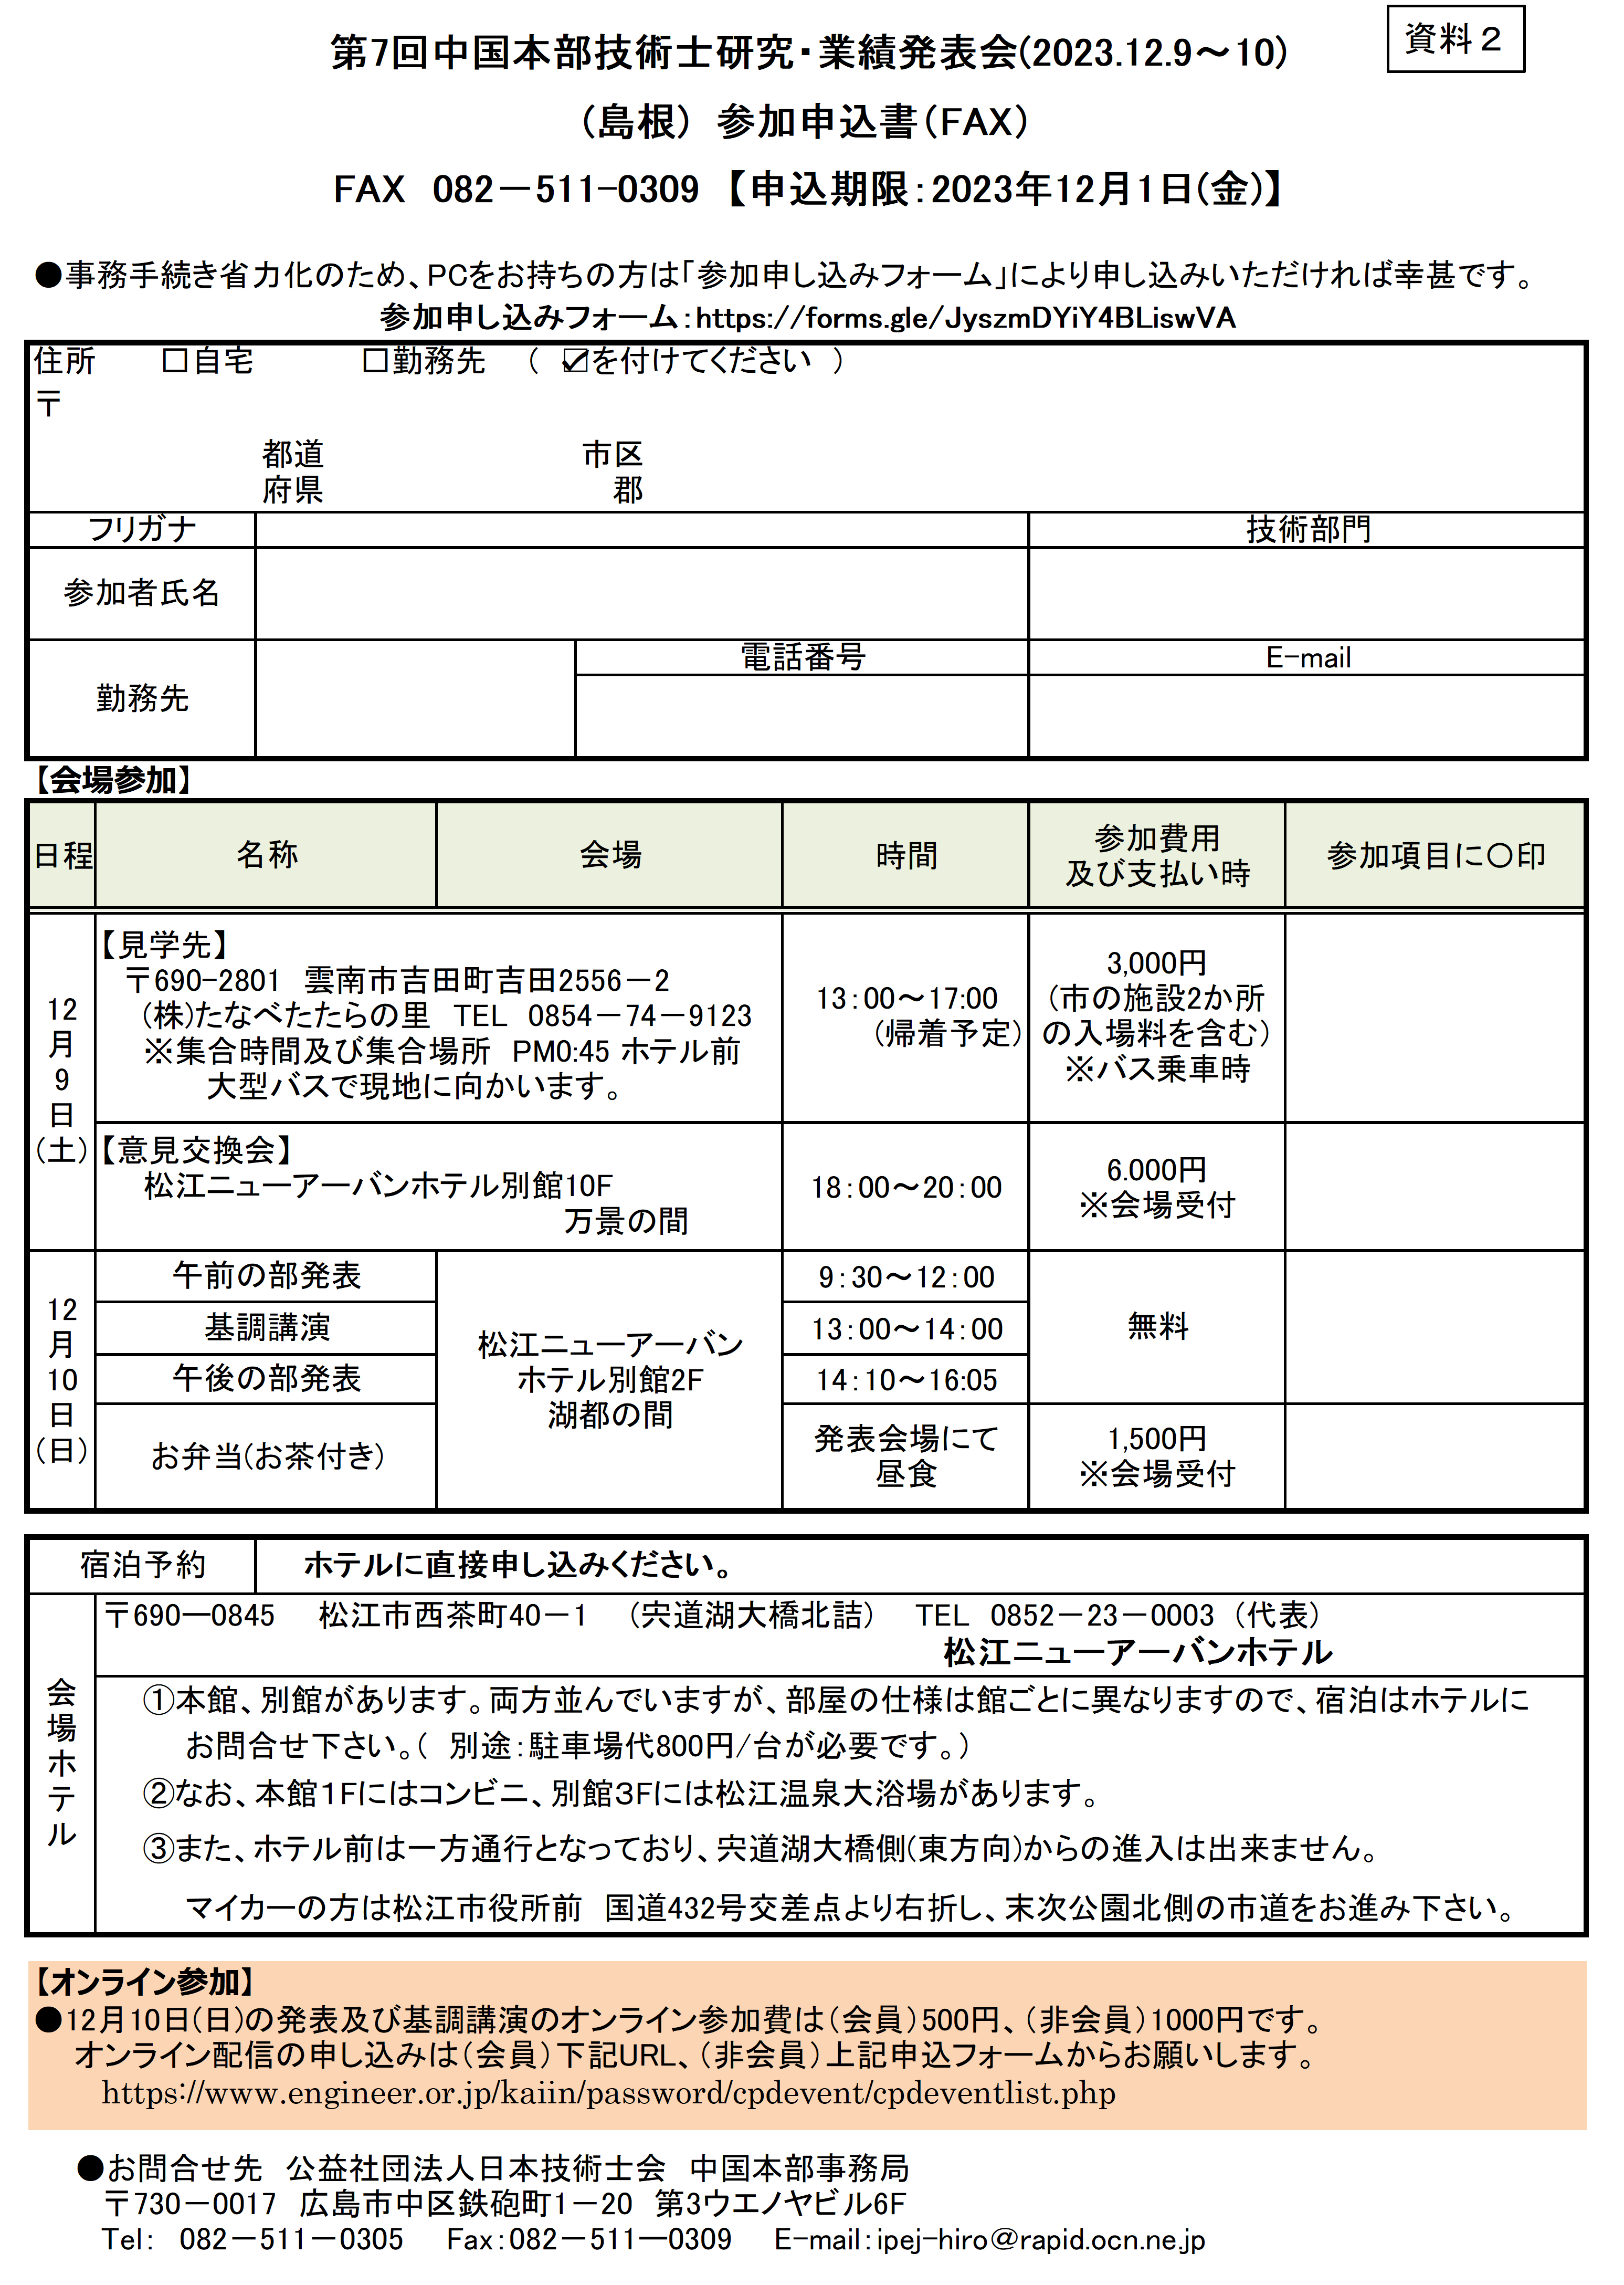 資料２
第7回中国本部技術士研究・業績発表会(2023.12.9～10)
（島根）参加申込書（FAX）
FAX　082－511-0309　【申込期限：2023年12月1日(金)】
●事務手続き省力化のため、PCをお持ちの方は「参加申し込みフォーム」により申し込みいただければ幸甚です。
参加申し込みフォーム：https://forms.gle/JyszmDYiY4BLiswVA
住所　　□自宅　　　□勤務先　（　☑を付けてください　）
〒
都道　　　　　　　　市区
府県　　　　　　　　　郡
フリガナ　　技術部門
参加者氏名
勤務先　　電話番号　　E-mail
【会場参加】
日程　名称　会場　時間　参加費用
及び支払い時　参加項目に〇印
12
月
9
日
(土)
【見学先】
〒690-2801　雲南市吉田町吉田2556－2
(株)たなべたたらの里　TEL　0854－74－9123
※集合時間及び集合場所　PM0:45 ホテル前
大型バスで現地に向かいます。
13：00～17:00
（帰着予定）
3,000円
（市の施設2か所
の入場料を含む）
※バス乗車時
【意見交換会】
松江ニューアーバンホテル別館10F
万景の間
18：00～20：00
6.000円
※会場受付
12
月
10
日
(日)
午前の部発表　9：30～12：00
基調講演　13：00～14：00
午後の部発表　14：10～16:05
松江ニューアーバン
ホテル別館2F
湖都の間
無料
お弁当(お茶付き)
発表会場にて
昼食
1,500円
※会場受付
宿泊予約　ホテルに直接申し込みください。
会場ホテル
〒690―0845　松江市西茶町40－1　（宍道湖大橋北詰）　TEL　0852－23－0003（代表）
松江ニューアーバンホテル
①本館、別館があります。両方並んでいますが、部屋の仕様は館ごとに異なりますので、宿泊はホテルに
お問合せ下さい。（　別途：駐車場代800円/台が必要です。）
②なお、本館１Fにはコンビニ、別館３Fには松江温泉大浴場があります。
③また、ホテル前は一方通行となっており、宍道湖大橋側(東方向)からの進入は出来ません。
マイカーの方は松江市役所前　国道432号交差点より右折し、末次公園北側の市道をお進み下さい。
【オンライン参加】
●12月10日(日)の発表及び基調講演のオンライン参加費は（会員）500円、（非会員）1000円です。
オンライン配信の申し込みは（会員）下記URL、（非会員）上記申込フォームからお願いします。
https://www.engineer.or.jp/kaiin/password/cpdevent/cpdeventlist.php
●お問合せ先　公益社団法人日本技術士会　中国本部事務局
〒730－0017　広島市中区鉄砲町1－20　第3ウエノヤビル6F
Tel：　082－511－0305　Fax：082－511―0309　E-mail：ipej-hiro＠rapid.ocn.ne.jp